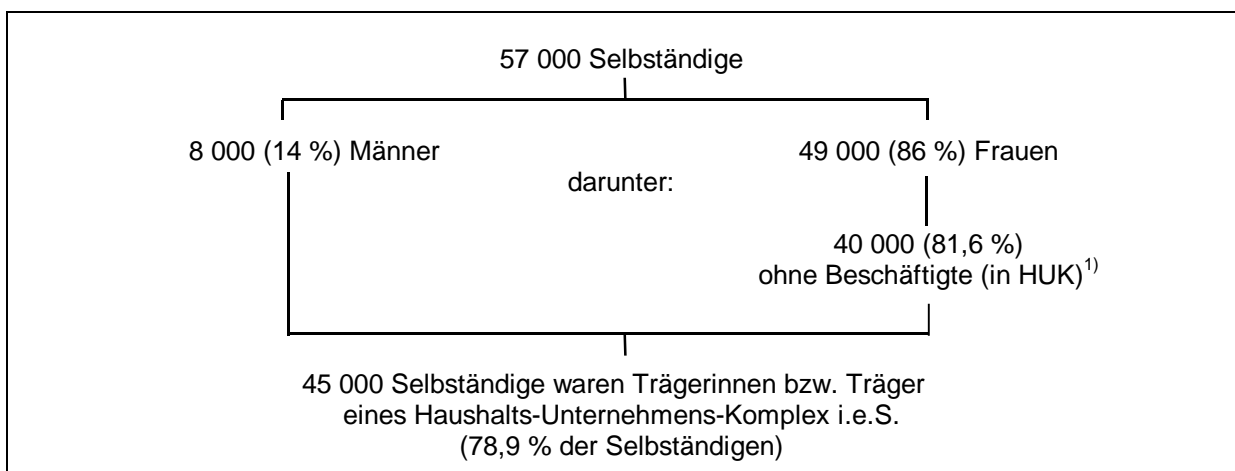 57 000 Selbständige
8 000 (14 %) Männer
49 000 (86 %) Frauen
darunter:
40 000 (81,6 %)
ohne Beschäftigte (in HUK)1)
45 000 Selbständige waren Trägerinnen bzw. Träger
eines Haushalts-Unternehmens-Komplex i.e.S.
(78,9 % der Selbständigen)